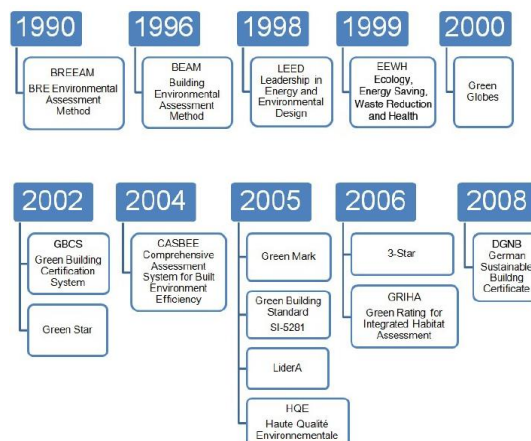 1990
BREEAM
BRE Environmental
Assessment
Method
1996
BEAM
Building
Environmental
Assessment
Method
1998
LEED
Leadership in
Energy and
Environmental
Design
1999
EEWH
Ecology,
Energy Saving,
Waste Reduction
and Health
2000
Green
Globes
2002
GBCS
Green Building
Certification
System
Green Star
2004
CASBEE
Comprehensive
Assessment
System for Built
Environment
Efficiency
2005
Green Mark
Green Building
Standard
SI-5281
LiderA
HQE
Haute Qualité
Environnementale
2006
3-Star
GRIHA
Green Rating for
Integrated Habitat
Assessment
2008
DGNB
German
Sustainable
Building
Certificate